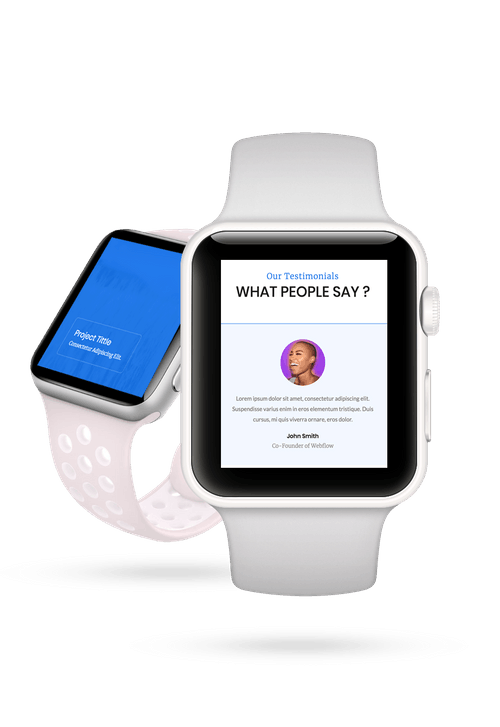 Our Testimonials
WHAT PEOPLE SAY ?
Lorem ipsum dolor sit amet, consectetur adipiscing elit.
Suspendisse varius enim in eros elementum tristique. Duis
cursus, mi quis viverra ornare, eros dolor.
John Smith
Co-Founder of Webflow
Project Tittle
Consectetur Adipiscing Elit.